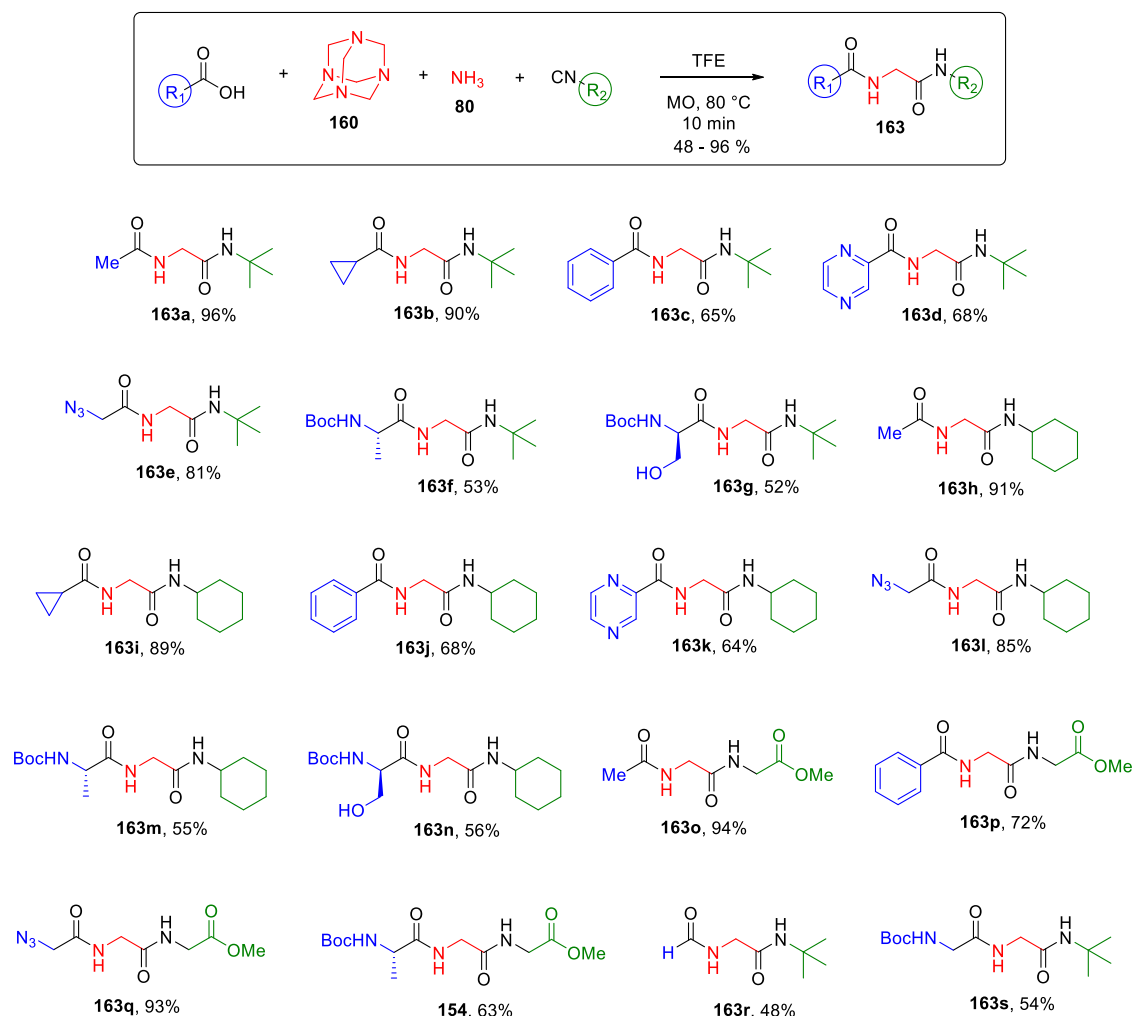 O
R₁ OH
+
N
N N
N
160
+
NH₃
80
+
CN
R₂
TFE
MO, 80 °C
10 min
48 - 96 %
O H
N
R₁ N R₂
H O
163
O H
N
Me N
H O
163a, 96%
O H
N
N
H O
163b, 90%
O H
N
N
H O
163c, 65%
N O H
N
N N
H O
163d, 68%
O H
N₃ N
N
H O
163e, 81%
O H
BocHN N
N
H O
163f, 53%
O H
BocHN N
N
H O
HO
163g, 52%
O H
N
Me N
H O
163h, 91%
O H
N
N
H O
163i, 89%
O H
N
N
H O
163j, 68%
N O H
N
N N
H O
163k, 64%
O H
N₃ N
N
H O
163l, 85%
O H
BocHN N
N
H O
163m, 55%
O H
BocHN N
N
H O
HO
163n, 56%
O H O
N
Me N OMe
H O
163o, 94%
O H O
N
N OMe
H O
163p, 72%
O H O
N₃ N
N OMe
H O
163q, 93%
O H O
BocHN N
N OMe
H O
154, 63%
O H
N
H N
H O
163r, 48%
O H
BocHN N
N
H O
163s, 54%